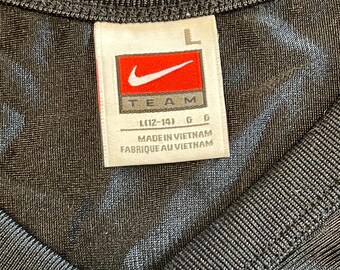 L
TEAM
L(12-14) G G
MADE IN VIETNAM
FABRIQUE AU VIETNAM